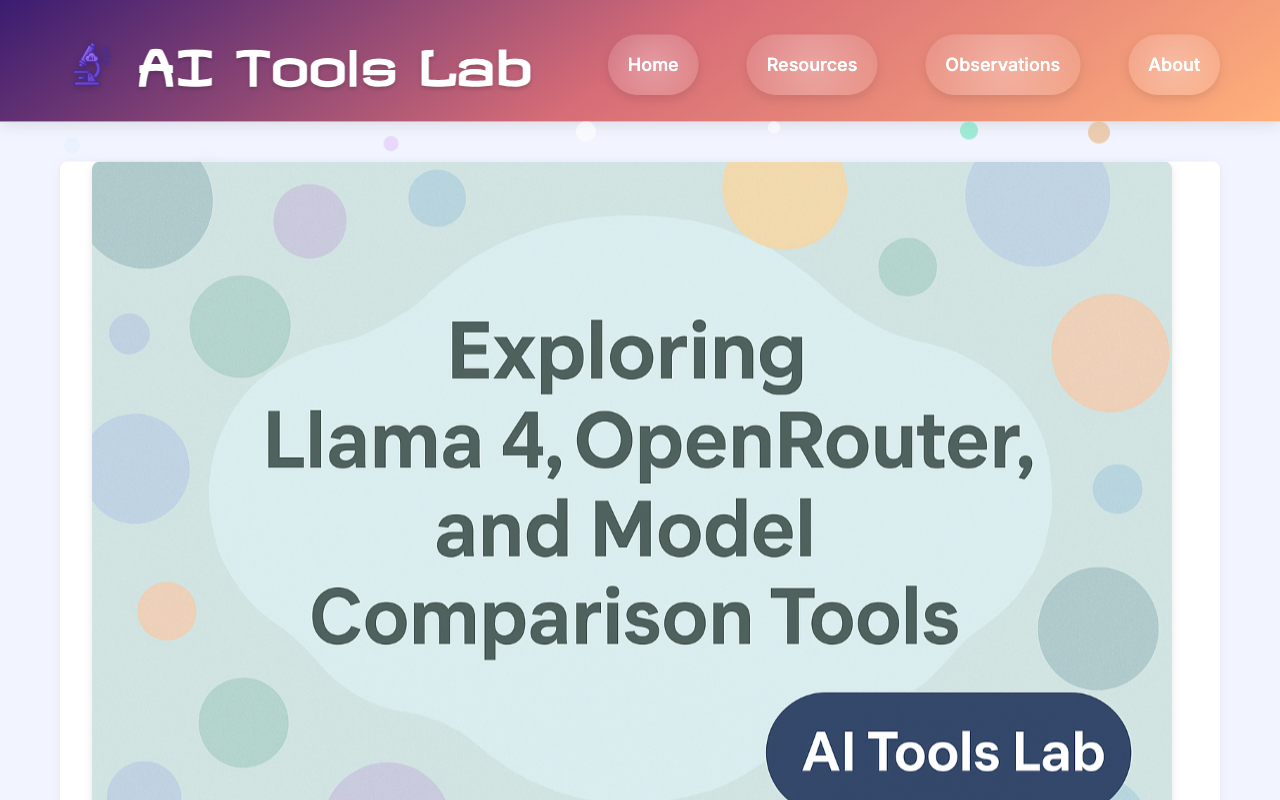 AI Tools Lab
Home
Resources
Observations
About
Exploring
Llama 4, OpenRouter,
and Model
Comparison Tools
AI Tools Lab